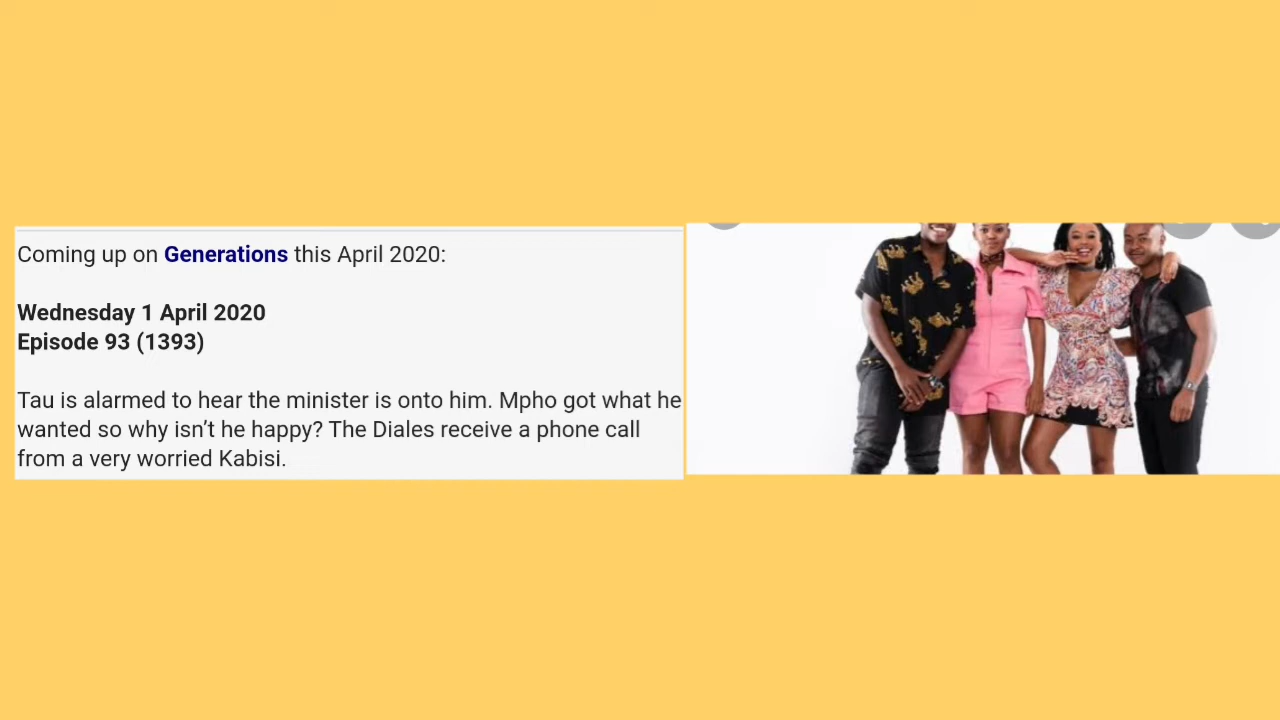 Coming up on Generations this April 2020:
Wednesday 1 April 2020
Episode 93 (1393)
Tau is alarmed to hear the minister is onto him. Mpho got what he
wanted so why isn’t he happy? The Diales receive a phone call
from a very worried Kabisi.